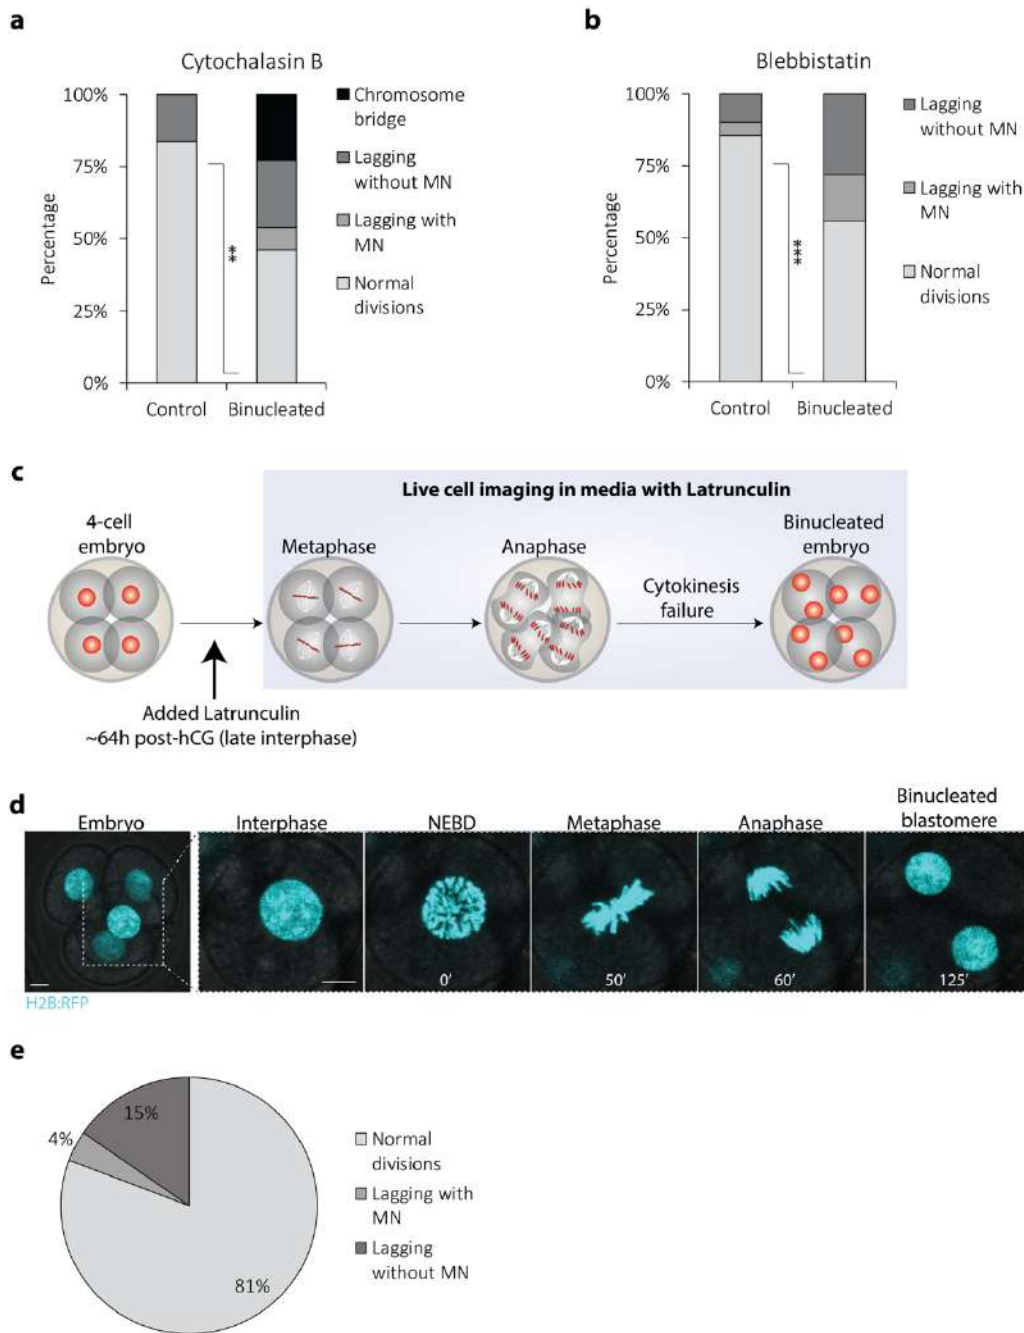 a
Cytochalasin B
100%
75%
50%
25%
0%
Percentage
**
Control
Binucleated
Chromosome
bridge
Lagging
without MN
Lagging with
MN
Normal
divisions
b
Blebbistatin
100%
75%
50%
25%
0%
Percentage
***
Control
Binucleated
Lagging
without MN
Lagging with
MN
Normal
divisions
c
Live cell imaging in media with Latrunculin
4-cell
embryo
Metaphase
Anaphase
Cytokinesis
failure
Binucleated
embryo
Added Latrunculin
~64h post-hCG (late interphase)
d
Embryo
Interphase
NEBD
Metaphase
Anaphase
Binucleated
blastomere
0′
50′
60′
125′
H2B:RFP
e
15%
4%
81%
Normal
divisions
Lagging with
MN
Lagging
without MN